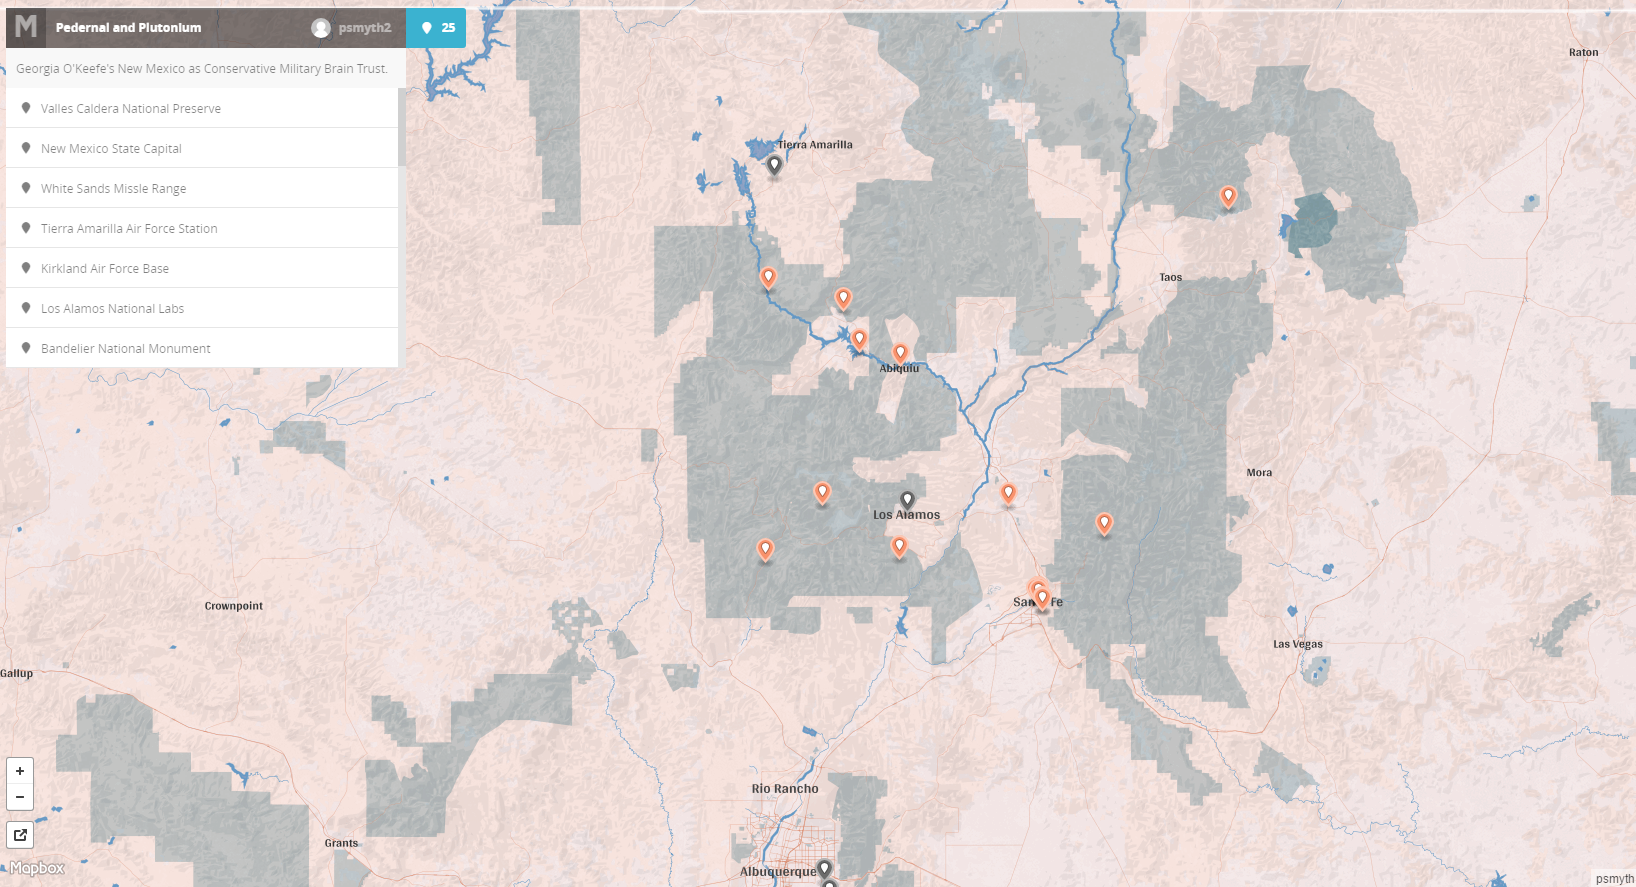 M Pedernal and Plutonium psmyth2 25
Georgia O'Keefe's New Mexico as Conservative Military Brain Trust.
Valles Caldera National Preserve
New Mexico State Capital
White Sands Missle Range
Tierra Amarilla Air Force Station
Kirkland Air Force Base
Los Alamos National Labs
Bandelier National Monument
Raton
Tierra Amarilla
Taos
Abiquiu
Mora
Los Alamos
Santa Fe
Crownpoint
Las Vegas
Gallup
Rio Rancho
Grants
Albuquerque
+
−
Mapbox
psmyth